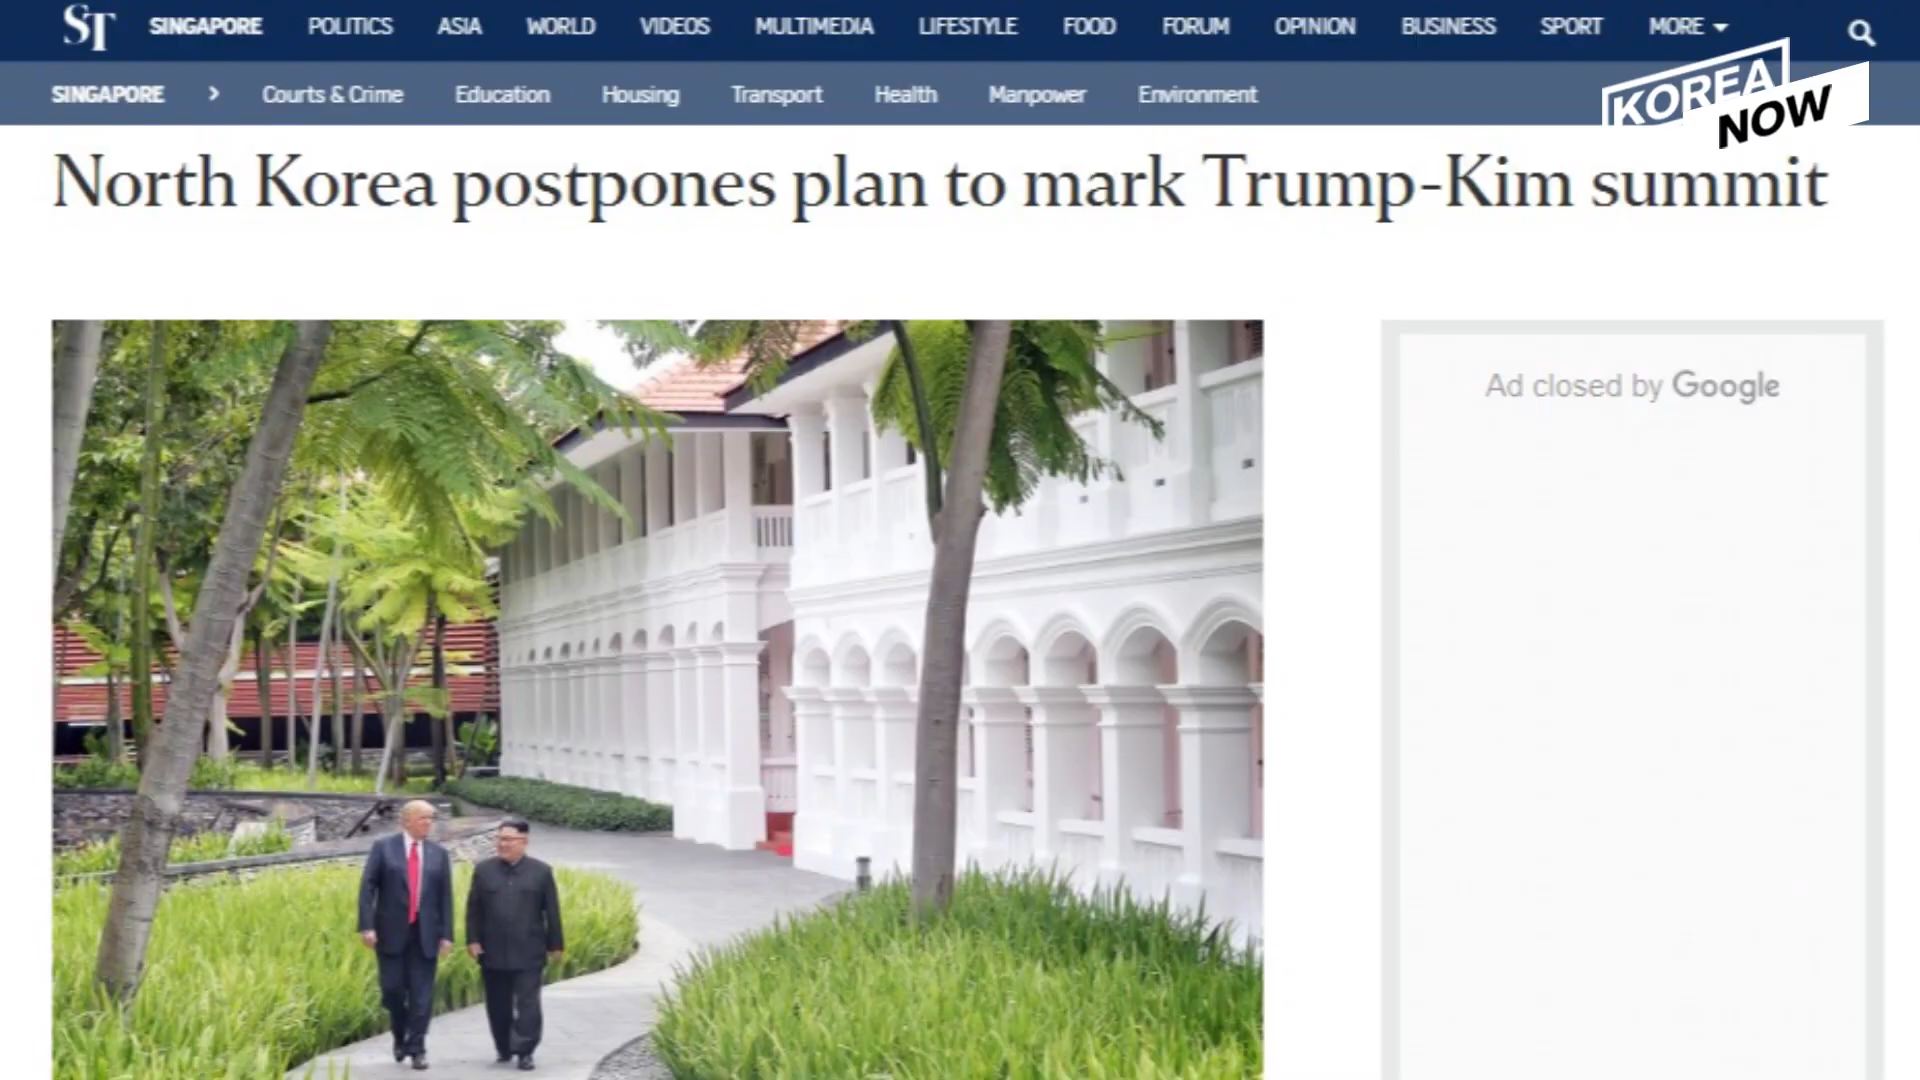 ST SINGAPORE POLITICS ASIA WORLD VIDEOS MULTIMEDIA LIFESTYLE FOOD FORUM OPINION BUSINESS SPORT MORE
SINGAPORE > Courts & Crime Education Housing Transport Health Manpower Environment
KOREA
NOW
North Korea postpones plan to mark Trump-Kim summit
Ad closed by Google